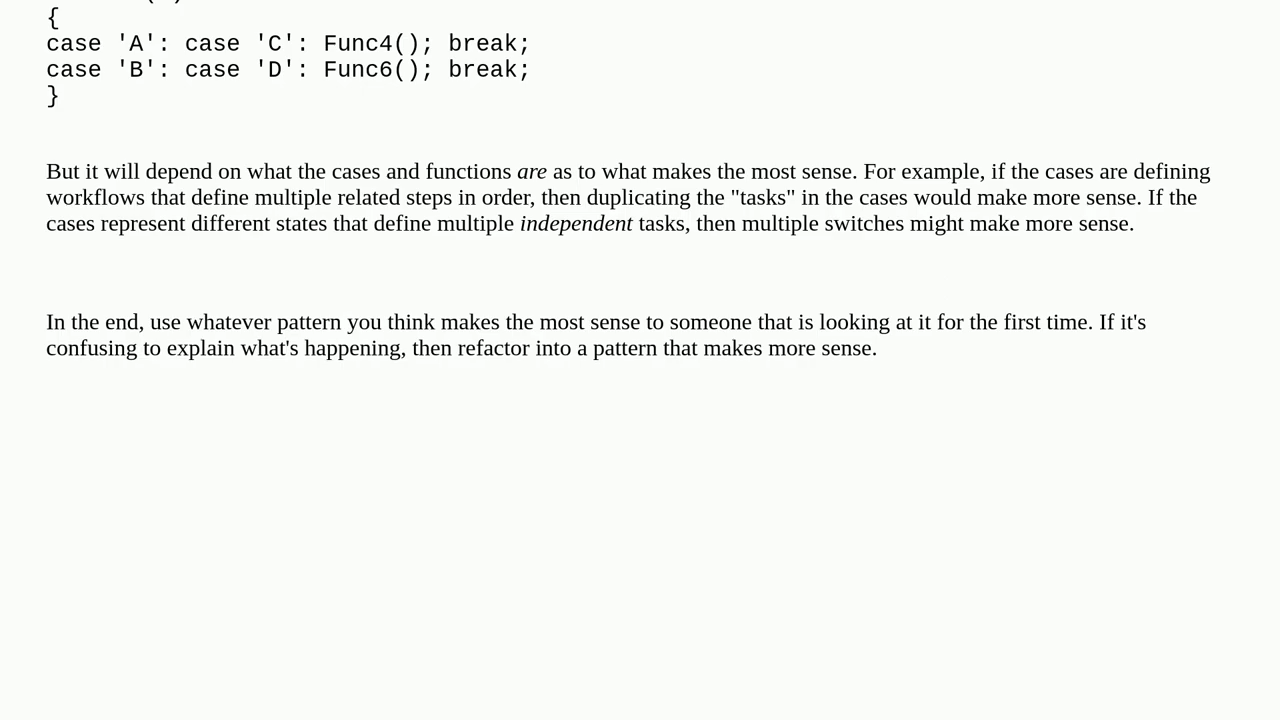 {
case 'A': case 'C': Func4(); break;
case 'B': case 'D': Func6(); break;
}
But it will depend on what the cases and functions are as to what makes the most sense. For example, if the cases are defining
workflows that define multiple related steps in order, then duplicating the "tasks" in the cases would make more sense. If the
cases represent different states that define multiple independent tasks, then multiple switches might make more sense.
In the end, use whatever pattern you think makes the most sense to someone that is looking at it for the first time. If it's
confusing to explain what's happening, then refactor into a pattern that makes more sense.